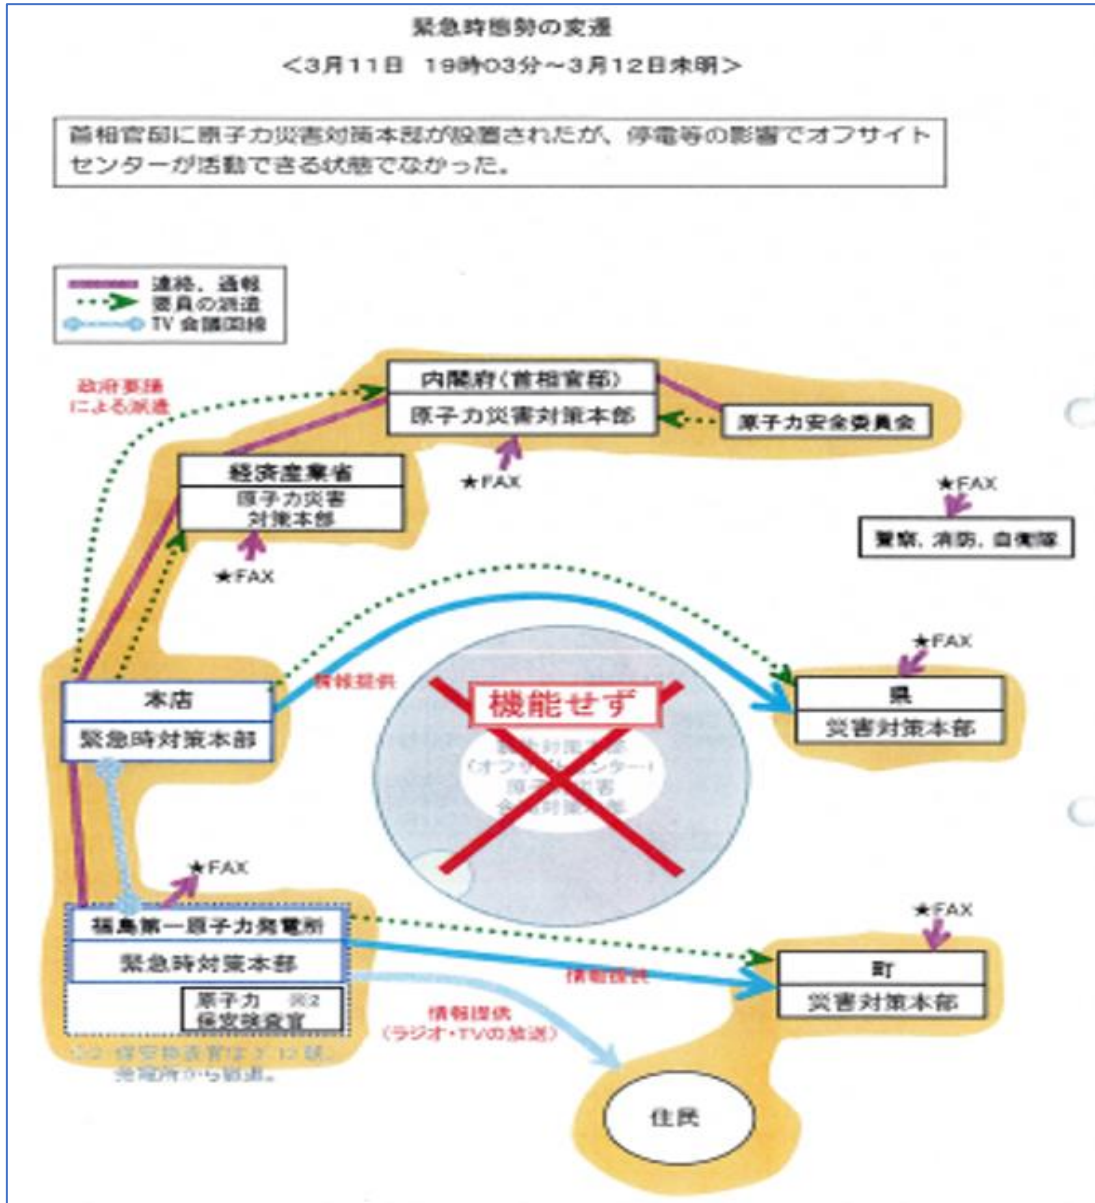 緊急時態勢の変遷
<3月11日 19時03分~3月12日未明>
首相官邸に原子力災害対策本部が設置されたが、停電等の影響でオフサイト
センターが活動できる状態でなかった。
連絡、通報
要員の派遣
TV会議回線
政府要請
による派遣
内閣府(首相官邸)
原子力災害対策本部
原子力安全委員会
★FAX
経済産業省
原子力災害
対策本部
★FAX
★FAX
警察、消防、自衛隊
本店
緊急時対策本部
情報提供
機能せず
(オフサイトセンター)
★FAX
県
災害対策本部
★FAX
福島第一原子力発電所
緊急時対策本部
原子力 ※2
保安検査官
情報提供
(ラジオ・TVの放送)
情報提供
★FAX
町
災害対策本部
発電所から撤退。
住民